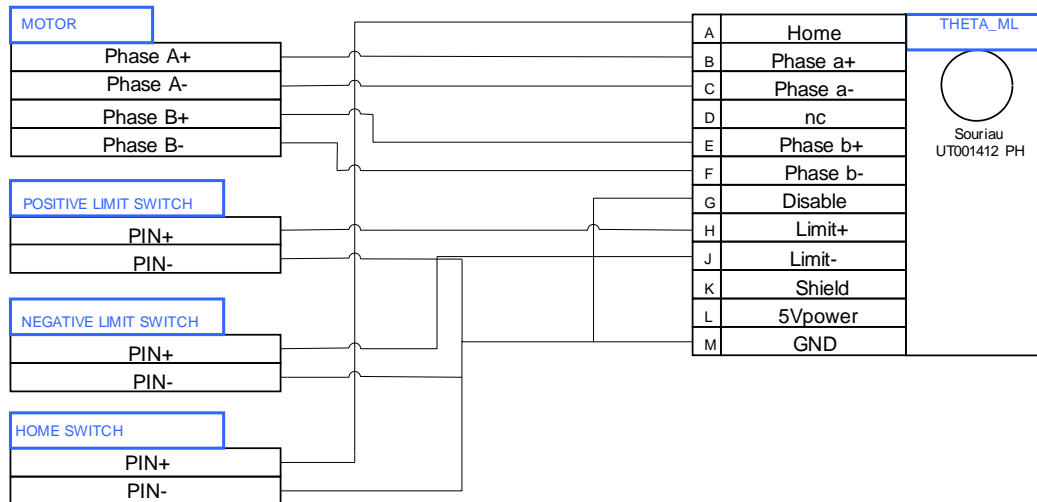 MOTOR
Phase A+
Phase A-
Phase B+
Phase B-
POSITIVE LIMIT SWITCH
PIN+
PIN-
NEGATIVE LIMIT SWITCH
PIN+
PIN-
HOME SWITCH
PIN+
PIN-
A Home
B Phase a+
C Phase a-
D nc
E Phase b+
F Phase b-
G Disable
H Limit+
J Limit-
K Shield
L 5Vpower
M GND
THETA_ML
Souriau
UT001412 PH